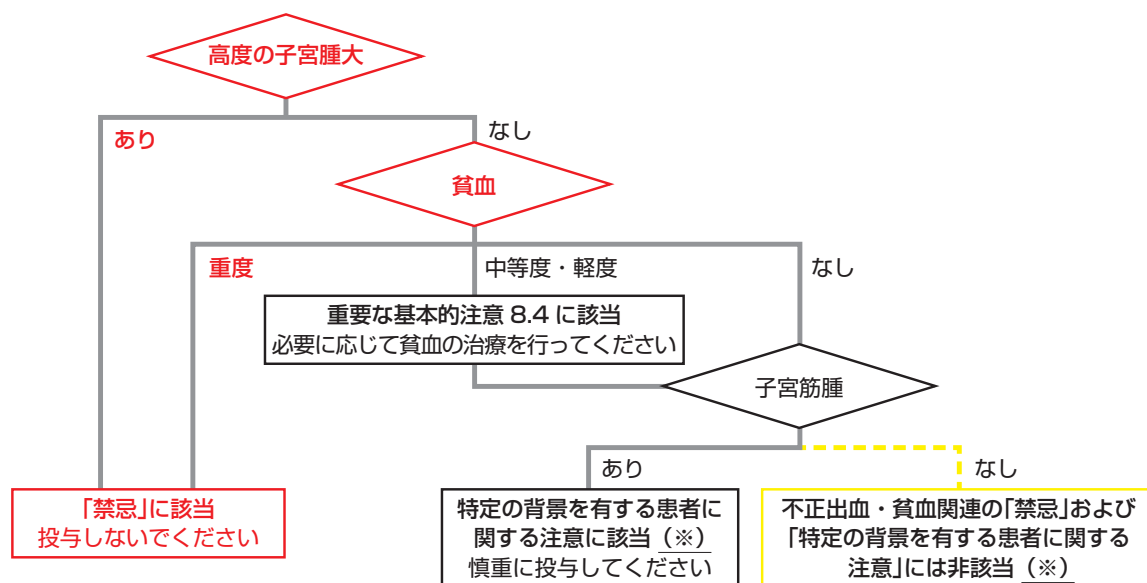 高度の子宮腫大
あり
なし
貧血
重度
中等度・軽度
なし
重要な基本的注意 8.4 に該当
必要に応じて貧血の治療を行ってください
子宮筋腫
あり
なし
「禁忌」に該当
投与しないでください
特定の背景を有する患者に
関する注意に該当（※）
慎重に投与してください
不正出血・貧血関連の「禁忌」および
「特定の背景を有する患者に関する
注意」には非該当（※）